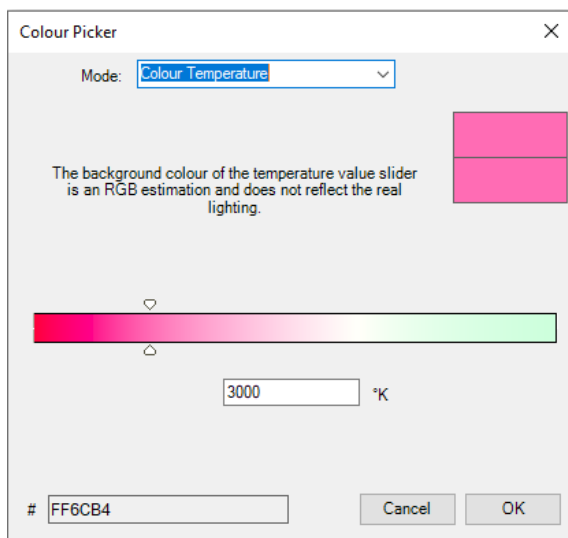 Colour Picker
Mode: Colour Temperature
The background colour of the temperature value slider
is an RGB estimation and does not reflect the real
lighting.
3000 °K
# FF6CB4 Cancel OK